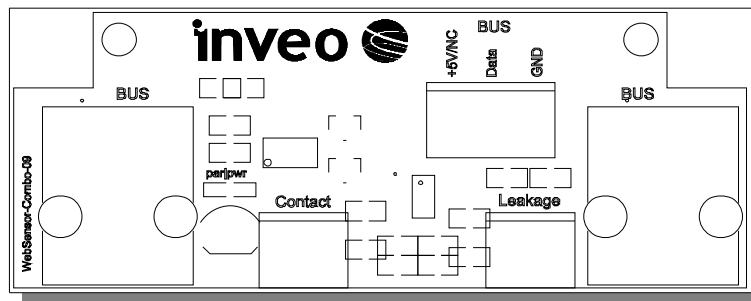 inveo
BUS
+5V/NC
Data
GND
BUS
BUS
par|pwr
Contact
Leakage
WebSensor-Combo-09